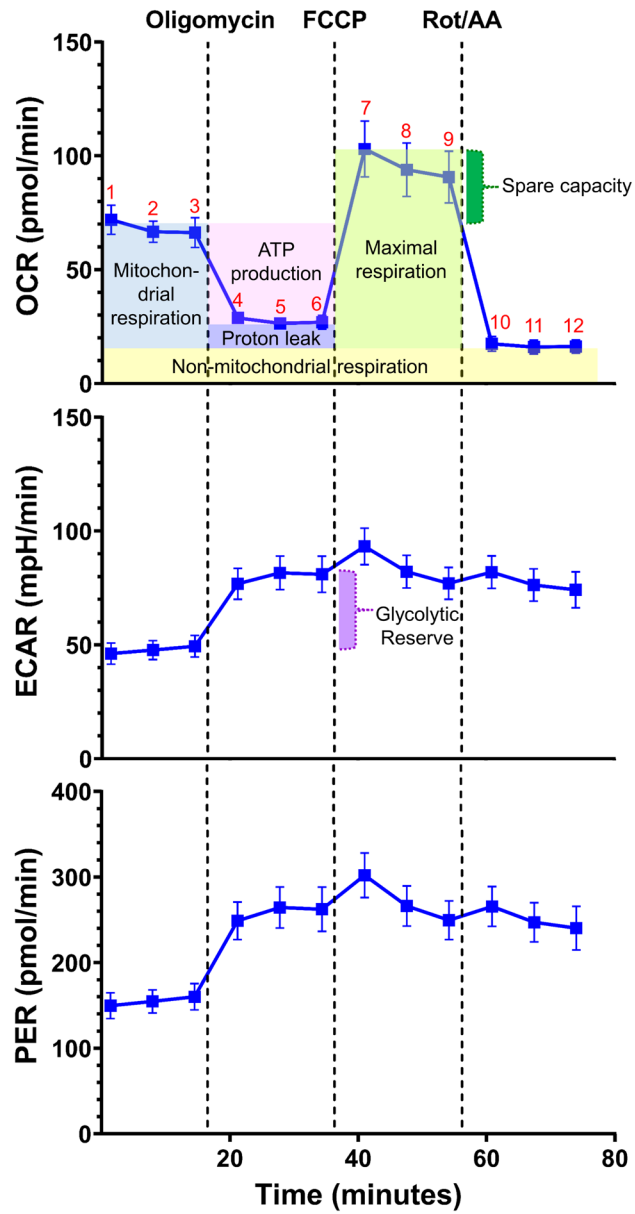 Oligomycin FCCP Rot/AA
OCR (pmol/min)
150
100
50
0
1 2 3 4 5 6 7 8 9 10 11 12
Mitochon-
drial
respiration
ATP
production
Proton leak
Maximal
respiration
Spare capacity
Non-mitochondrial respiration
ECAR (mpH/min)
150
100
50
0
Glycolytic
Reserve
PER (pmol/min)
400
300
200
100
0
20 40 60 80
Time (minutes)